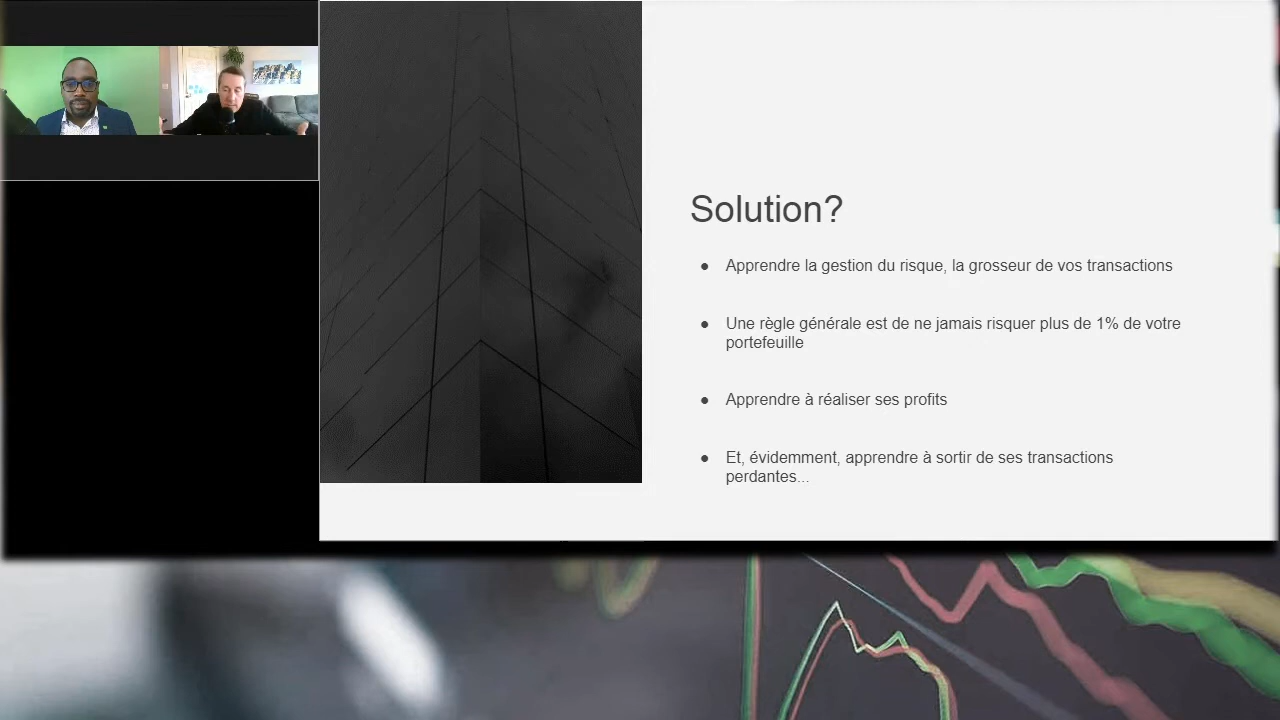 Solution?
● Apprendre la gestion du risque, la grosseur de vos transactions
● Une règle générale est de ne jamais risquer plus de 1% de votre
portefeuille
● Apprendre à réaliser ses profits
● Et, évidemment, apprendre à sortir de ses transactions
perdantes...